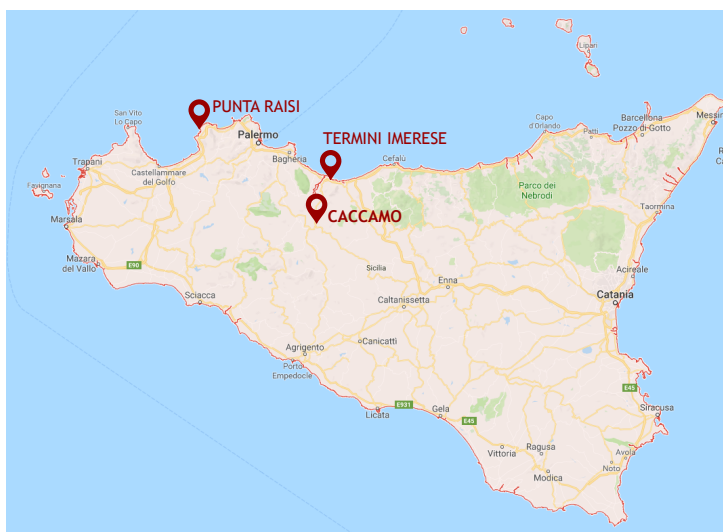 Lipari
PUNTA RAISI
San Vito
Lo Capo
Palermo
Capo
d'Orlando
Patti
Barcellona
Pozzo di Gotto
Messin
TERMINI IMERESE
Bagheria
Cefalù
Trapani
Castellammare
del Golfo
Favignana
Parco dei
Nebrodi
CACCAMO
Taormina
Marsala
Mazara
del Vallo
E90
Sicilia
Enna
Acireale
Sciacca
Caltanissetta
Catania
Agrigento
Canicattì
Porto
Empedocle
E931
Licata
Gela
E45
E45
Siracusa
Vittoria
Ragusa
Modica
Noto
Avola